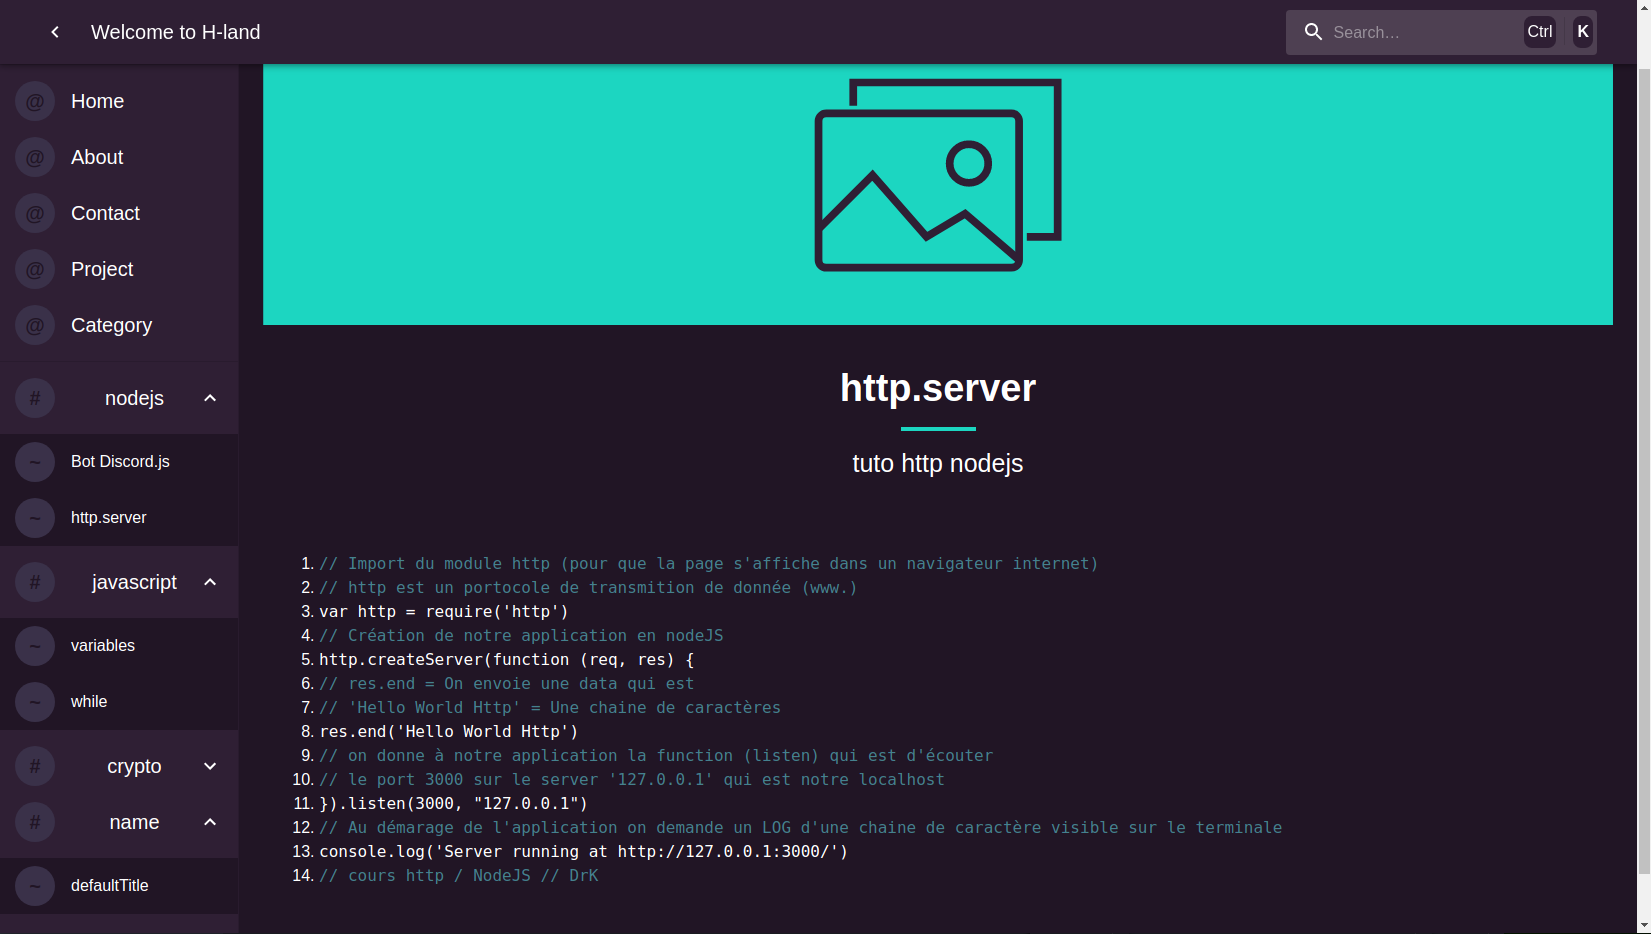 Welcome to H-land
Search…
Ctrl
K
@ Home
@ About
@ Contact
@ Project
@ Category
# nodejs
~ Bot Discord.js
~ http.server
# javascript
~ variables
~ while
# crypto
# name
~ defaultTitle
http.server
tuto http nodejs
1. // Import du module http (pour que la page s'affiche dans un navigateur internet)
2. // http est un portocole de transmition de donnée (www.)
3. var http = require('http')
4. // Création de notre application en nodeJS
5. http.createServer(function (req, res) {
6. // res.end = On envoie une data qui est
7. // 'Hello World Http' = Une chaine de caractères
8. res.end('Hello World Http')
9. // on donne à notre application la function (listen) qui est d'écouter
10. // le port 3000 sur le server '127.0.0.1' qui est notre localhost
11. }).listen(3000, "127.0.0.1")
12. // Au démarage de l'application on demande un LOG d'une chaine de caractère visible sur le terminale
13. console.log('Server running at http://127.0.0.1:3000/')
14. // cours http / NodeJS // DrK